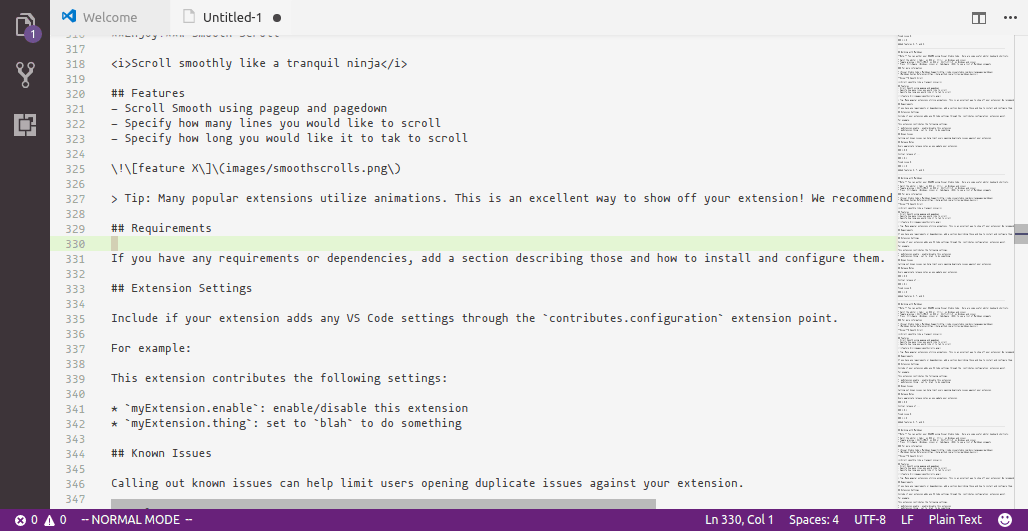 Welcome
Untitled-1
1
317
318 <i>Scroll smoothly like a tranquil ninja</i>
319
320 ## Features
321 – Scroll Smooth using pageup and pagedown
322 – Specify how many lines you would like to scroll
323 – Specify how long you would like it to tak to scroll
324
325 \!\[feature X\]\(images/smoothscrolls.png\)
326
327 > Tip: Many popular extensions utilize animations. This is an excellent way to show off your extension! We recommend
328
329 ## Requirements
330
331 If you have any requirements or dependencies, add a section describing those and how to install and configure them.
332
333 ## Extension Settings
334
335 Include if your extension adds any VS Code settings through the `contributes.configuration` extension point.
336
337 For example:
338
339 This extension contributes the following settings:
340
341 * `myExtension.enable`: enable/disable this extension
342 * `myExtension.thing`: set to `blah` to do something
343
344 ## Known Issues
345
346 Calling out known issues can help limit users opening duplicate issues against your extension.
347
0 0 -- NORMAL MODE -- Ln 330, Col 1 Spaces: 4 UTF-8 LF Plain Text